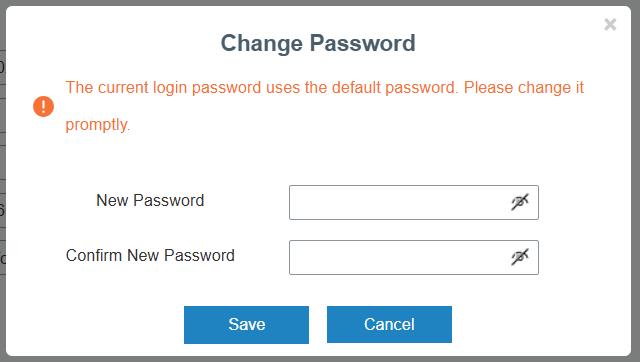 Change Password
The current login password uses the default password. Please change it
promptly.
New Password
Confirm New Password
Save Cancel